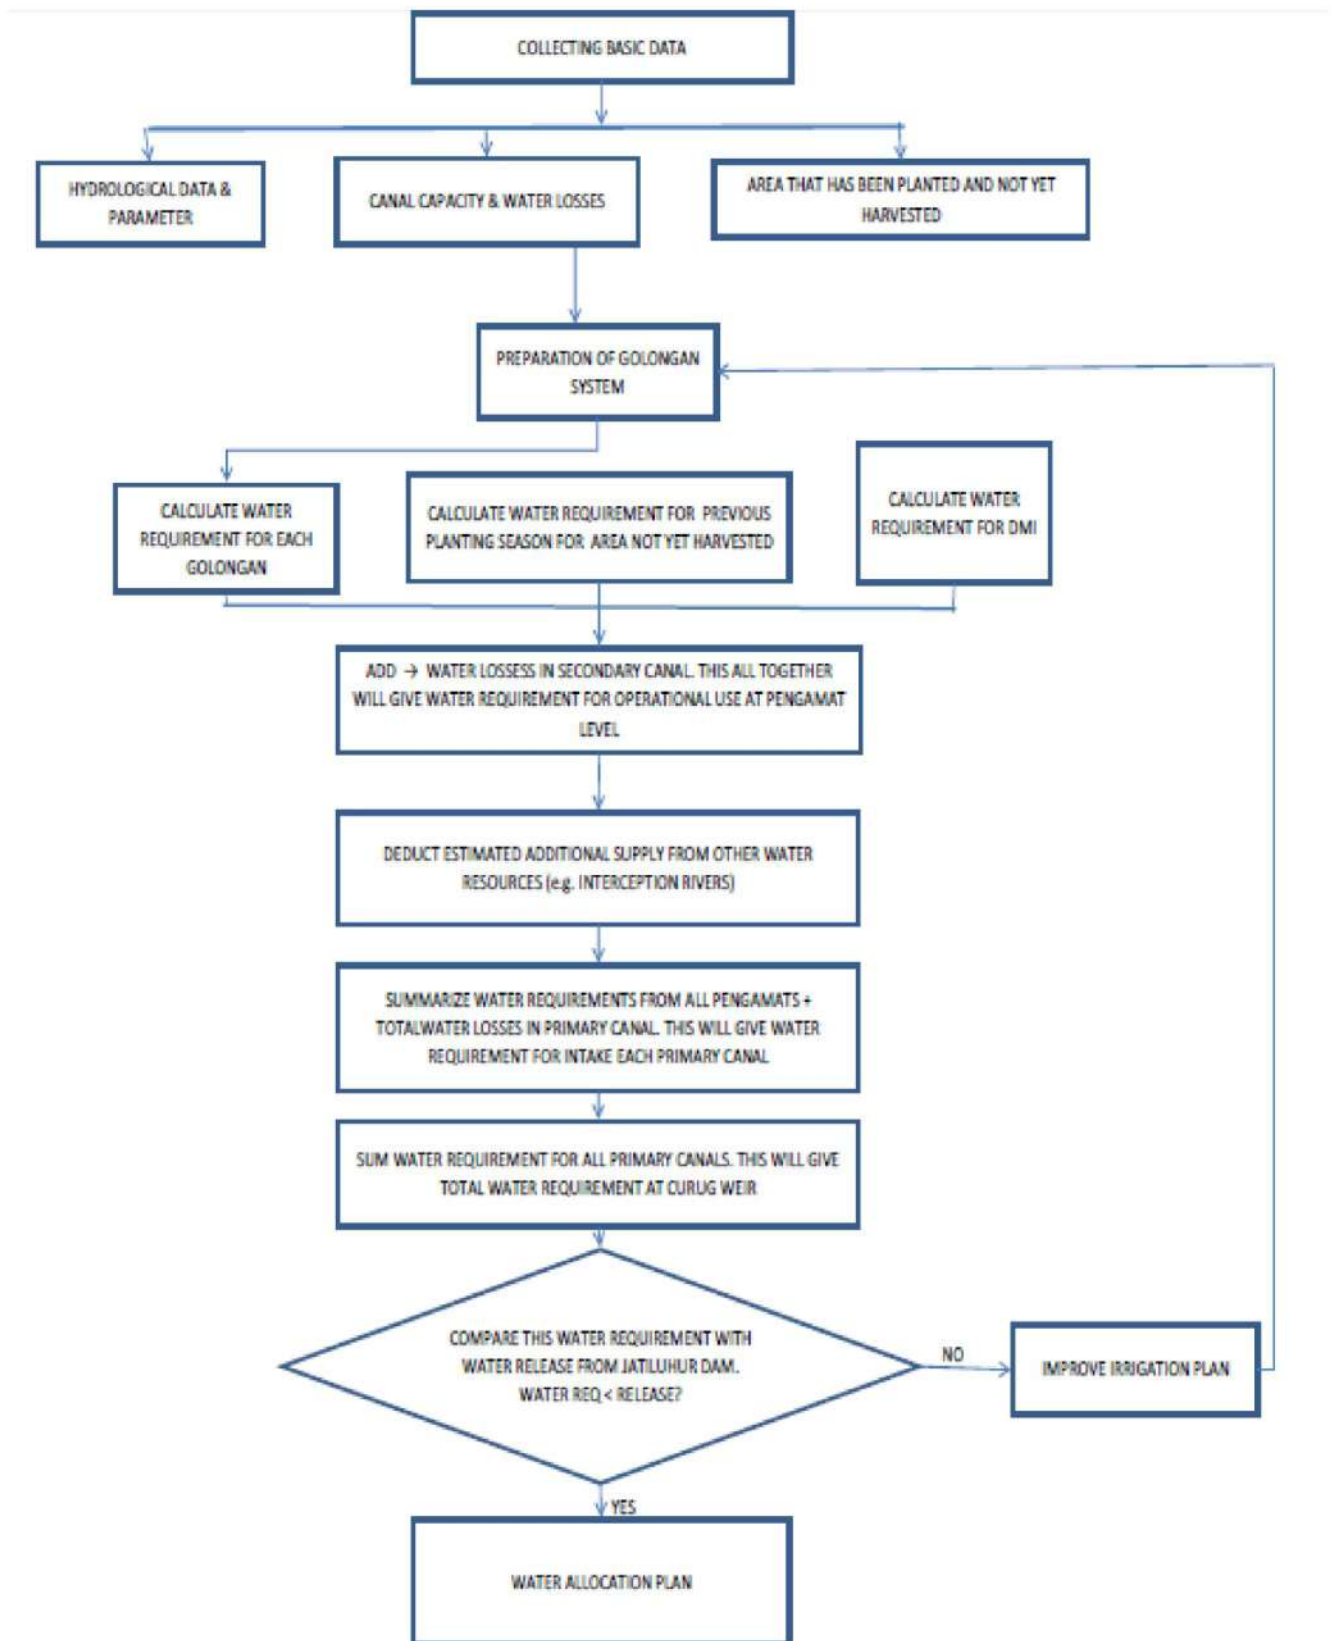 COLLECTING BASIC DATA
HYDROLOGICAL DATA &
PARAMETER
CANAL CAPACITY & WATER LOSSES
AREA THAT HAS BEEN PLANTED AND NOT YET
HARVESTED
PREPARATION OF GOLONGAN
SYSTEM
CALCULATE WATER
REQUIREMENT FOR EACH
GOLONGAN
CALCULATE WATER REQUIREMENT FOR PREVIOUS
PLANTING SEASON FOR AREA NOT YET HARVESTED
CALCULATE WATER
REQUIREMENT FOR DMI
ADD → WATER LOSSESS IN SECONDARY CANAL. THIS ALL TOGETHER
WILL GIVE WATER REQUIREMENT FOR OPERATIONAL USE AT PENGAMAT
LEVEL
DEDUCT ESTIMATED ADDITIONAL SUPPLY FROM OTHER WATER
RESOURCES (e.g. INTERCEPTION RIVERS)
SUMMARIZE WATER REQUIREMENTS FROM ALL PENGAMATS +
TOTALWATER LOSSES IN PRIMARY CANAL. THIS WILL GIVE WATER
REQUIREMENT FOR INTAKE EACH PRIMARY CANAL
SUM WATER REQUIREMENT FOR ALL PRIMARY CANALS. THIS WILL GIVE
TOTAL WATER REQUIREMENT AT CURUG WEIR
COMPARE THIS WATER REQUIREMENT WITH
WATER RELEASE FROM JATILUHUR DAM.
WATER REQ < RELEASE?
NO
IMPROVE IRRIGATION PLAN
YES
WATER ALLOCATION PLAN